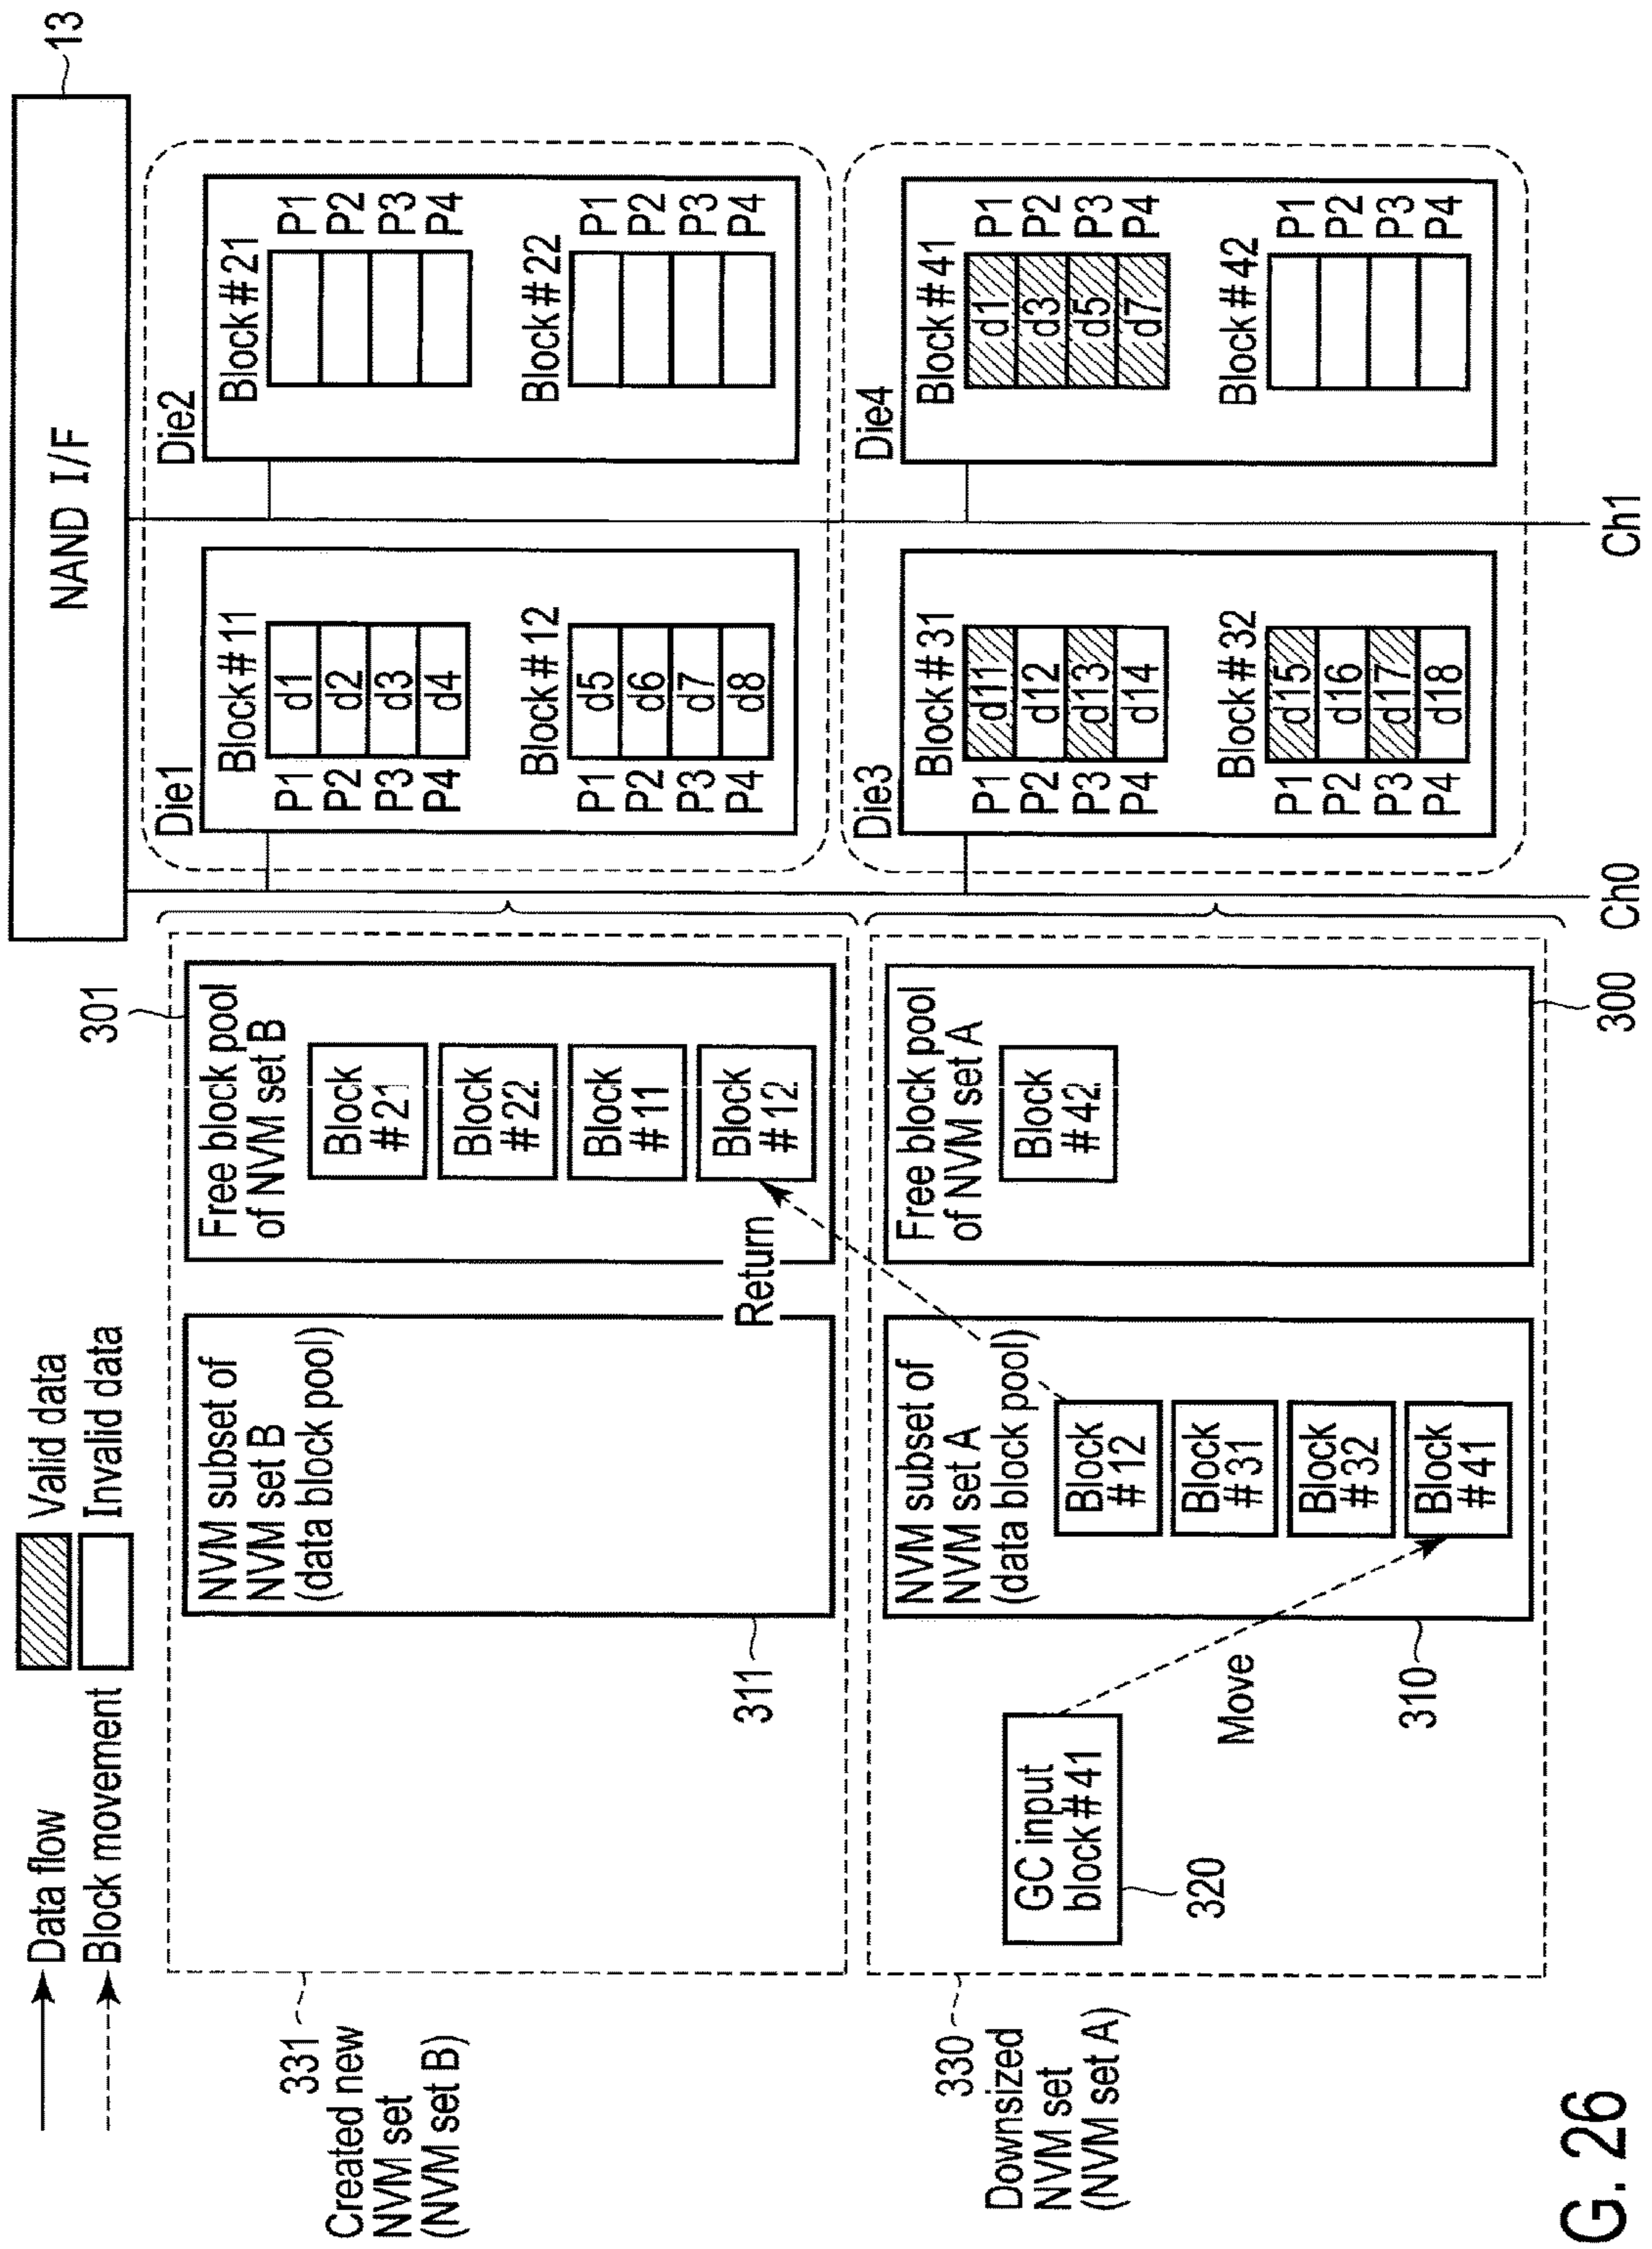 Data flow
Block movement
Valid data
Invalid data
331
Created new
NVM set
(NVM set B)
NVM subset of
NVM set B
(data block pool)
311
Free block pool
of NVM set B
301
Block
#21
Block
#22
Block
#11
Block
#12
Return
330
Downsized
NVM set
(NVM set A)
GC input
block #41
320
Move
NVM subset of
NVM set A
(data block pool)
310
Block
#12
Block
#31
Block
#32
Block
#41
Free block pool
of NVM set A
300
Block
#42
NAND I/F
13
Die1
Block #11
P1 d1
P2 d2
P3 d3
P4 d4
Block #12
P1 d5
P2 d6
P3 d7
P4 d8
Die2
Block #21
P1
P2
P3
P4
Block #22
P1
P2
P3
P4
Die3
Block #31
P1 d11
P2 d12
P3 d13
P4 d14
Block #32
P1 d15
P2 d16
P3 d17
P4 d18
Die4
Block #41
d1 P1
d3 P2
d5 P3
d7 P4
Block #42
P1
P2
P3
P4
Ch0
Ch1
G. 26